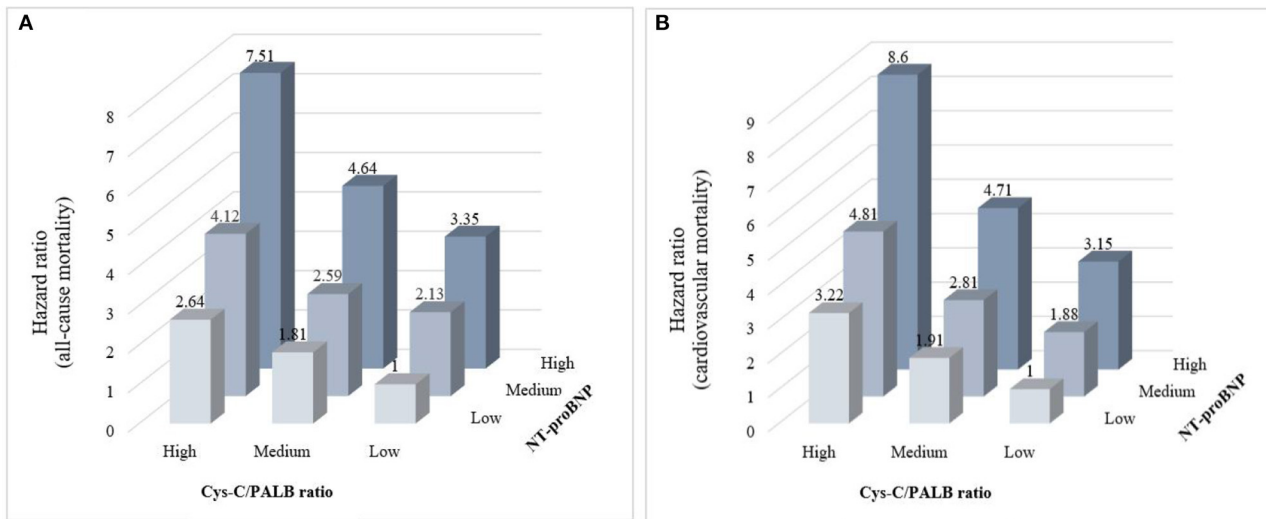 A
7.51
8
7
4.64
6
4.12
3.35
5
2.59
4
2.64
2.13
3
1.81
2
1
1
0
Hazard ratio
(all-cause mortality)
High
Medium
Low
NT-proBNP
High Medium Low
Cys-C/PALB ratio
B
8.6
9
8
4.71
7
4.81
6
3.15
5
2.81
4
3.22
1.88
3
1.91
2
1
1
0
Hazard ratio
(cardiovascular mortality)
High
Medium
Low
NT-proBNP
High Medium Low
Cys-C/PALB ratio